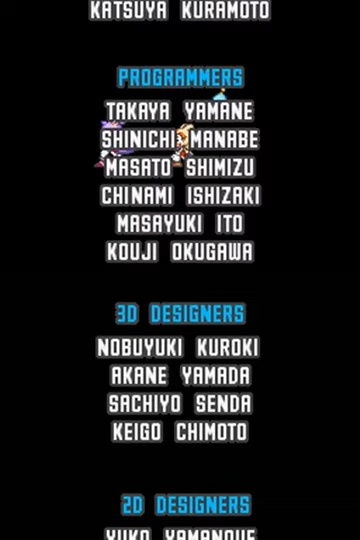 KATSUYA KURAMOTO
PROGRAMMERS
TAKAYA YAMANE
SHINICHI MANABE
MASATO SHIMIZU
CHINAMI ISHIZAKI
MASAYUKI ITO
KOUJI OKUGAWA
3D DESIGNERS
NOBUYUKI KUROKI
AKANE YAMADA
SACHIYO SENDA
KEIGO CHIMOTO
2D DESIGNERS
YUKO